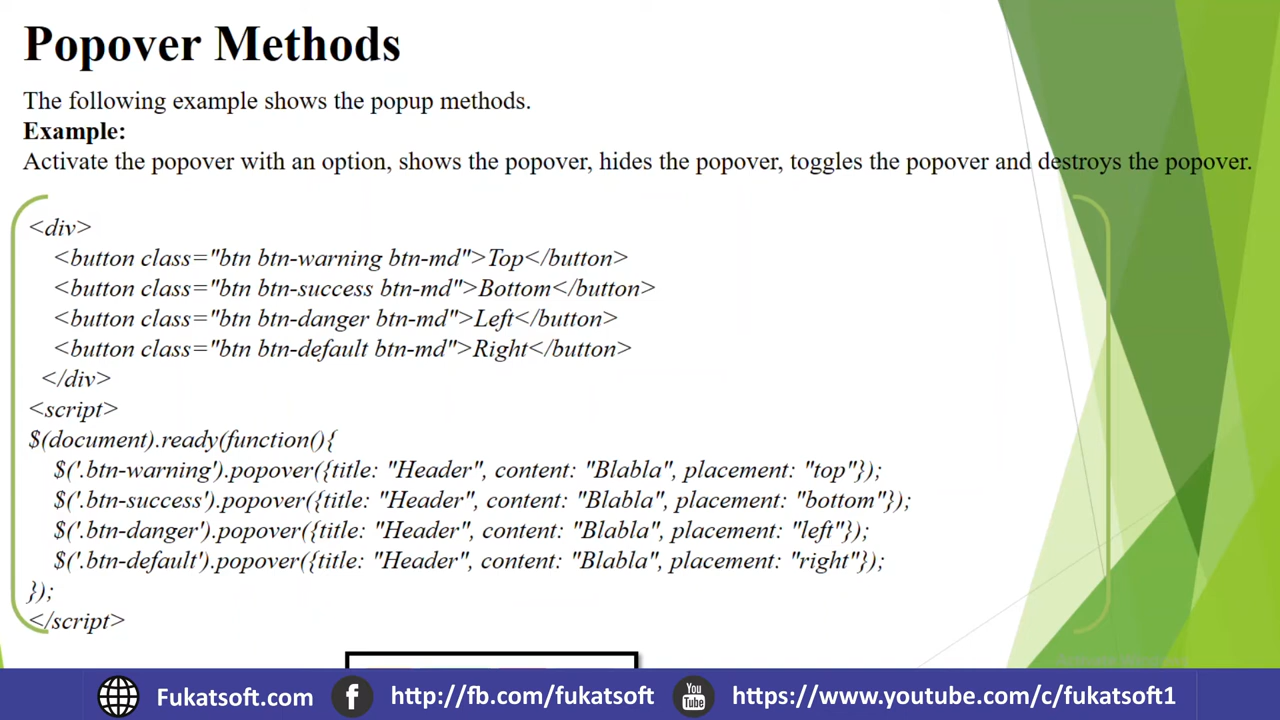 Popover Methods
The following example shows the popup methods.
Example:
Activate the popover with an option, shows the popover, hides the popover, toggles the popover and destroys the popover.
<div>
<button class="btn btn-warning btn-md">Top</button>
<button class="btn btn-success btn-md">Bottom</button>
<button class="btn btn-danger btn-md">Left</button>
<button class="btn btn-default btn-md">Right</button>
</div>
<script>
$(document).ready(function(){
$('.btn-warning').popover({title: "Header", content: "Blabla", placement: "top"});
$('.btn-success').popover({title: "Header", content: "Blabla", placement: "bottom"});
$('.btn-danger').popover({title: "Header", content: "Blabla", placement: "left"});
$('.btn-default').popover({title: "Header", content: "Blabla", placement: "right"});
});
</script>
Fukatsoft.com
f
http://fb.com/fukatsoft
You Tube
https://www.youtube.com/c/fukatsoft1